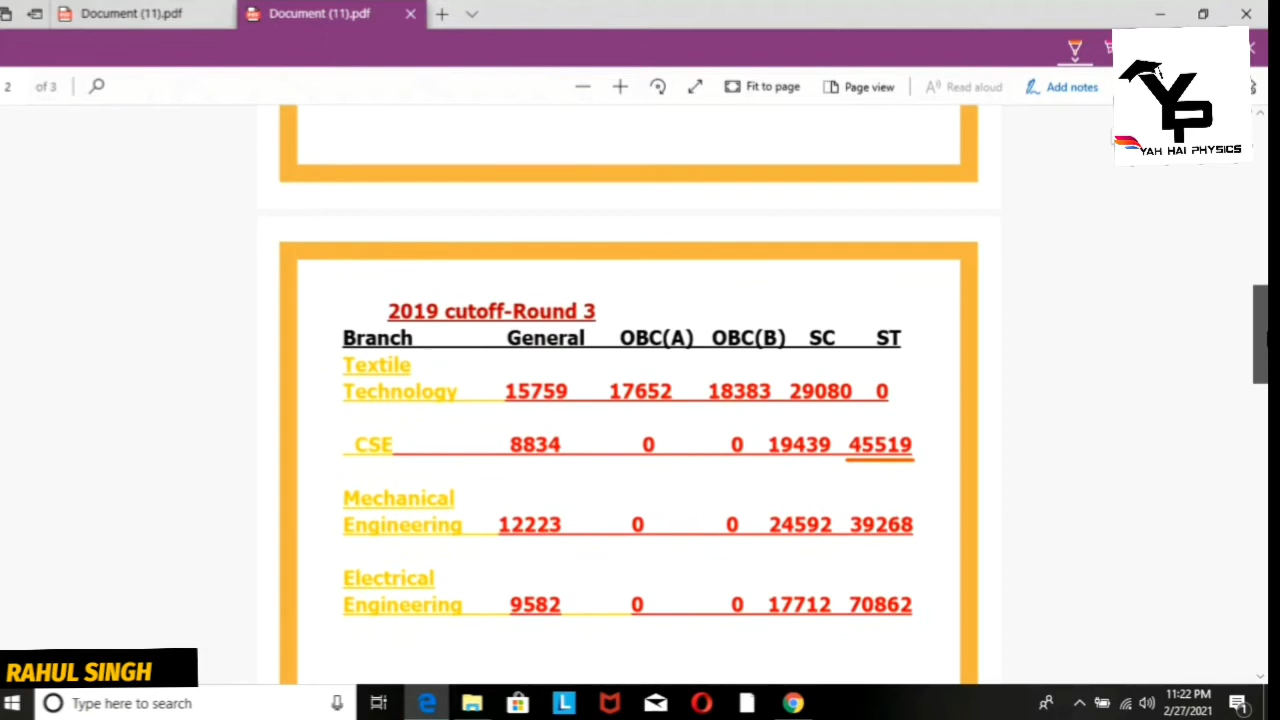 Document (11).pdf
Document (11).pdf
2 of 3
Fit to page
Page view
Read aloud
Add notes
YP
YAH HAI PHYSICS
2019 cutoff-Round 3
Branch General OBC(A) OBC(B) SC ST
Textile
Technology 15759 17652 18383 29080 0
CSE 8834 0 0 19439 45519
Mechanical
Engineering 12223 0 0 24592 39268
Electrical
Engineering 9582 0 0 17712 70862
RAHUL SINGH
Type here to search
11:22 PM
2/27/2021